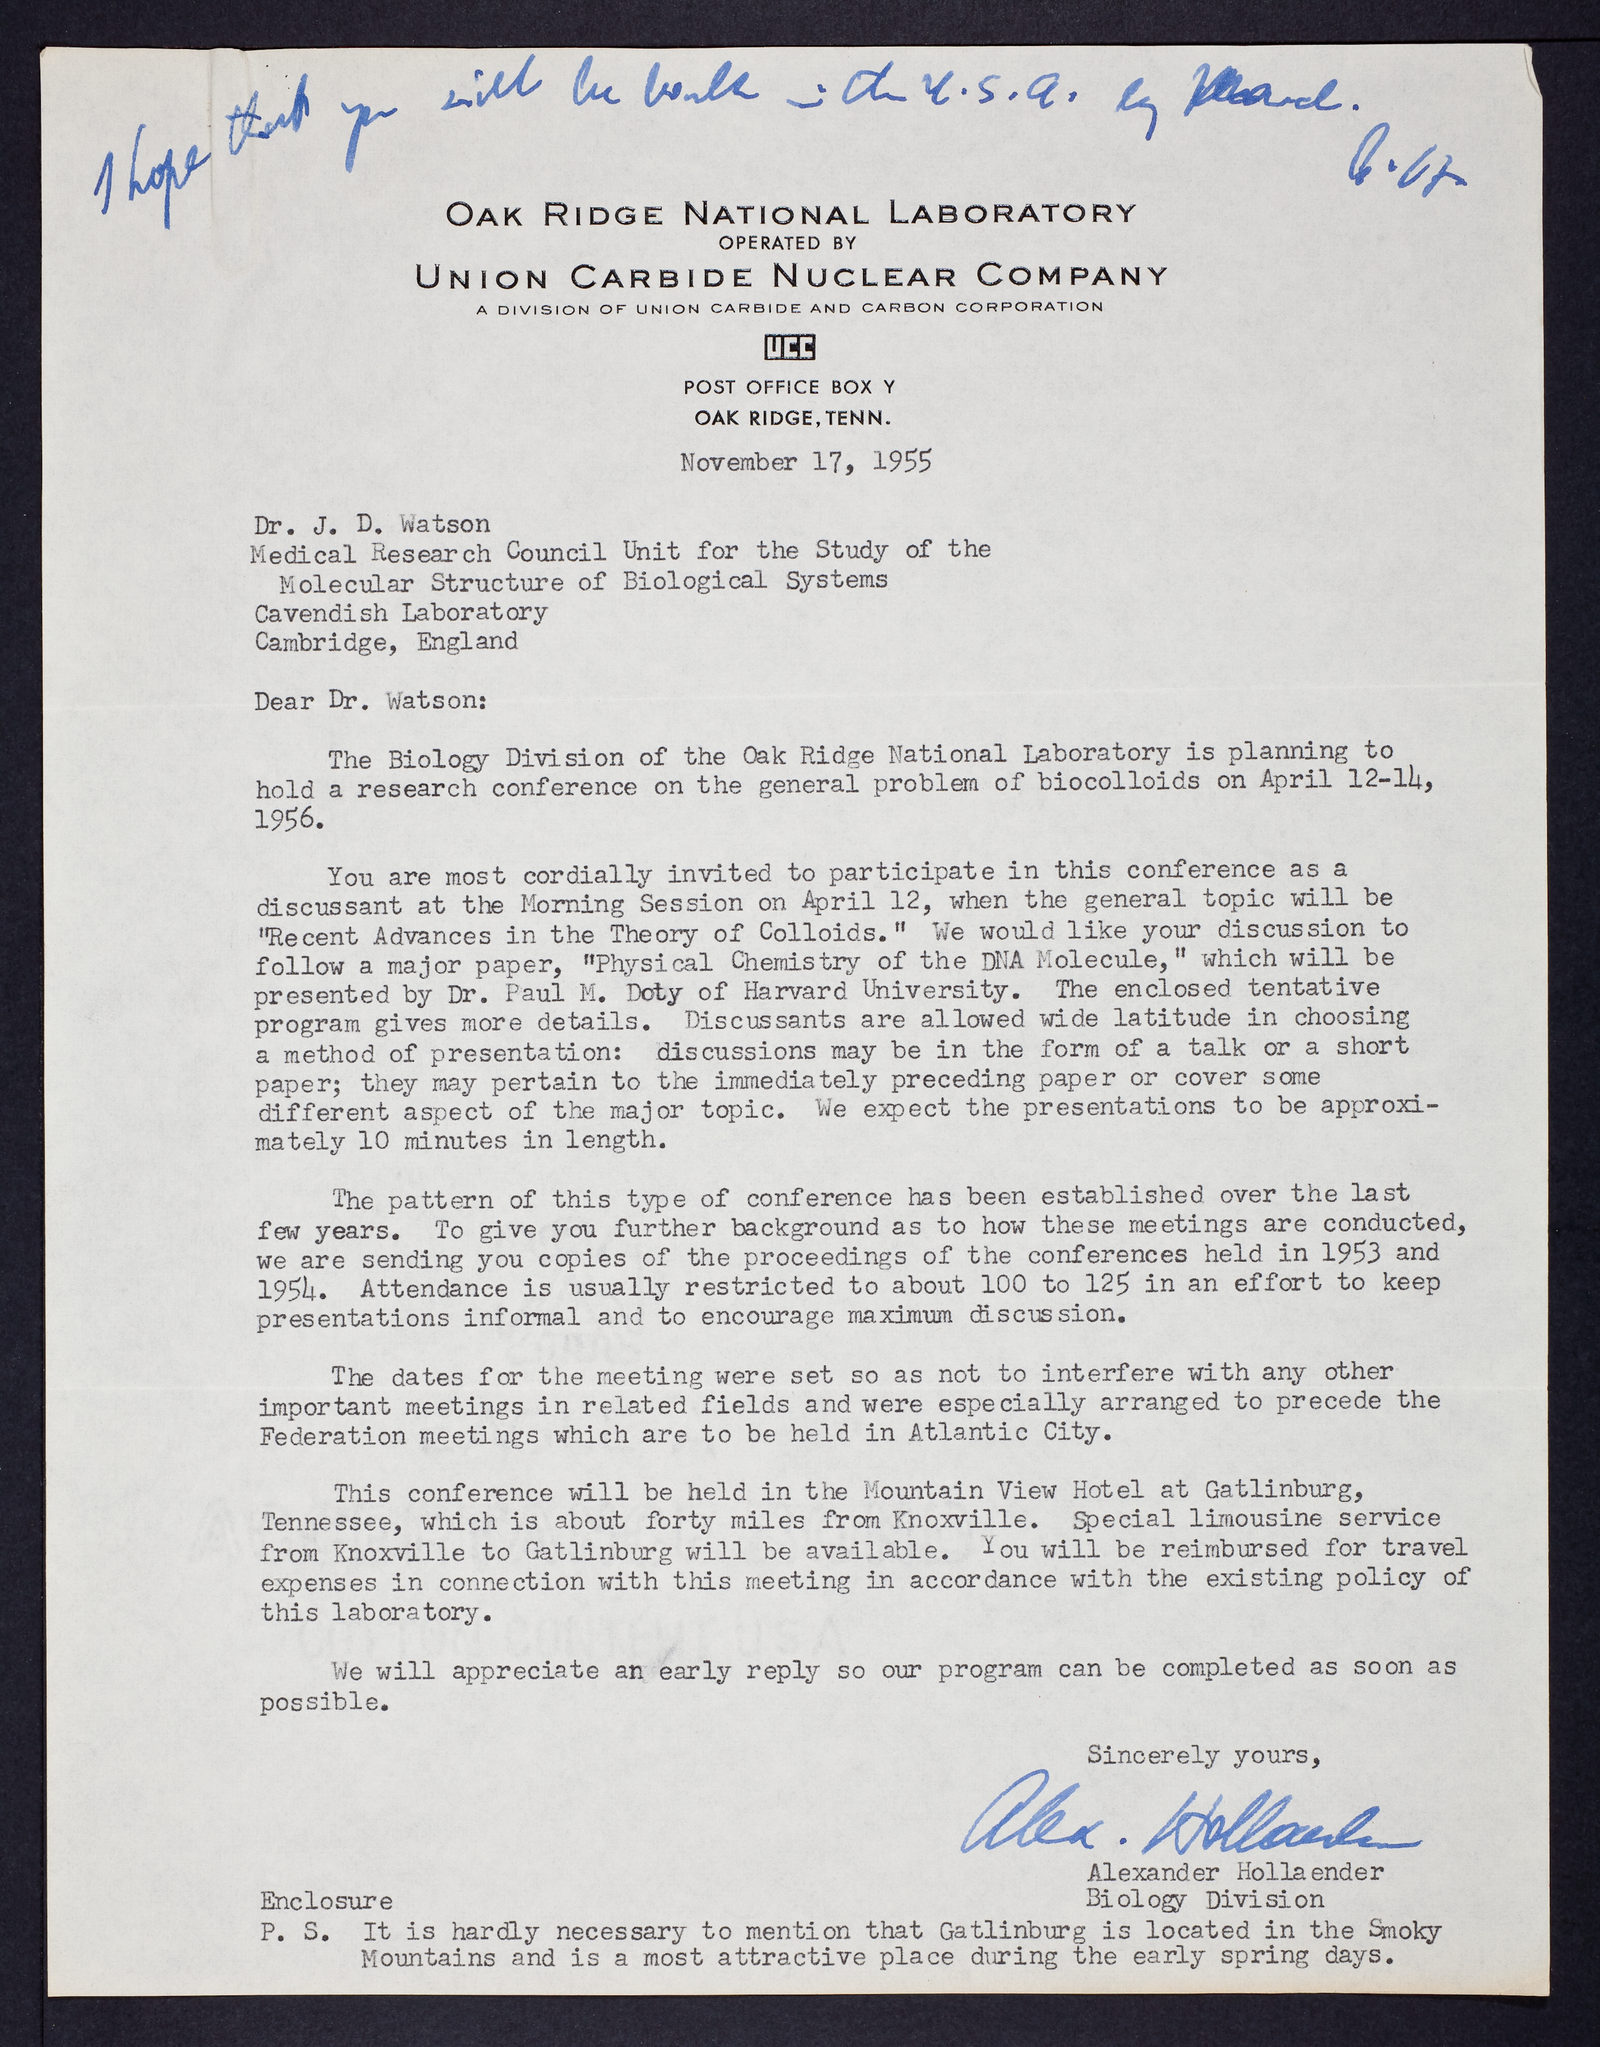 I hope that you will be back in the U.S.A. by
OAK RIDGE NATIONAL LABORATORY
OPERATED BY
UNION CARBIDE NUCLEAR COMPANY
A DIVISION OF UNION CARBIDE AND CARBON CORPORATION
UCC
POST OFFICE BOX Y
OAK RIDGE, TENN.
November 17, 1955
Dr. J. D. Watson
Medical Research Council Unit for the Study of the
Molecular Structure of Biological Systems
Cavendish Laboratory
Cambridge, England
Dear Dr. Watson:
The Biology Division of the Oak Ridge National Laboratory is planning to
hold a research conference on the general problem of biocolloids on April 12-14,
1956.
You are most cordially invited to participate in this conference as a
discussant at the Morning Session on April 12, when the general topic will be
"Recent Advances in the Theory of Colloids." We would like your discussion to
follow a major paper, "Physical Chemistry of the DNA Molecule," which will be
presented by Dr. Paul M. Doty of Harvard University. The enclosed tentative
program gives more details. Discussants are allowed wide latitude in choosing
a method of presentation: discussions may be in the form of a talk or a short
paper; they may pertain to the immediately preceding paper or cover some
different aspect of the major topic. We expect the presentations to be approxi-
mately 10 minutes in length.
The pattern of this type of conference has been established over the last
few years. To give you further background as to how these meetings are conducted,
we are sending you copies of the proceedings of the conferences held in 1953 and
1954. Attendance is usually restricted to about 100 to 125 in an effort to keep
presentations informal and to encourage maximum discussion.
The dates for the meeting were set so as not to interfere with any other
important meetings in related fields and were especially arranged to precede the
Federation meetings which are to be held in Atlantic City.
This conference will be held in the Mountain View Hotel at Gatlinburg,
Tennessee, which is about forty miles from Knoxville. Special limousine service
from Knoxville to Gatlinburg will be available. You will be reimbursed for travel
expenses in connection with this meeting in accordance with the existing policy of
this laboratory.
We will appreciate an early reply so our program can be completed as soon as
possible.
Sincerely yours,
Alex. Hollaender
Alexander Hollaender
Biology Division
Enclosure
P. S. It is hardly necessary to mention that Gatlinburg is located in the Smoky
Mountains and is a most attractive place during the early spring days.